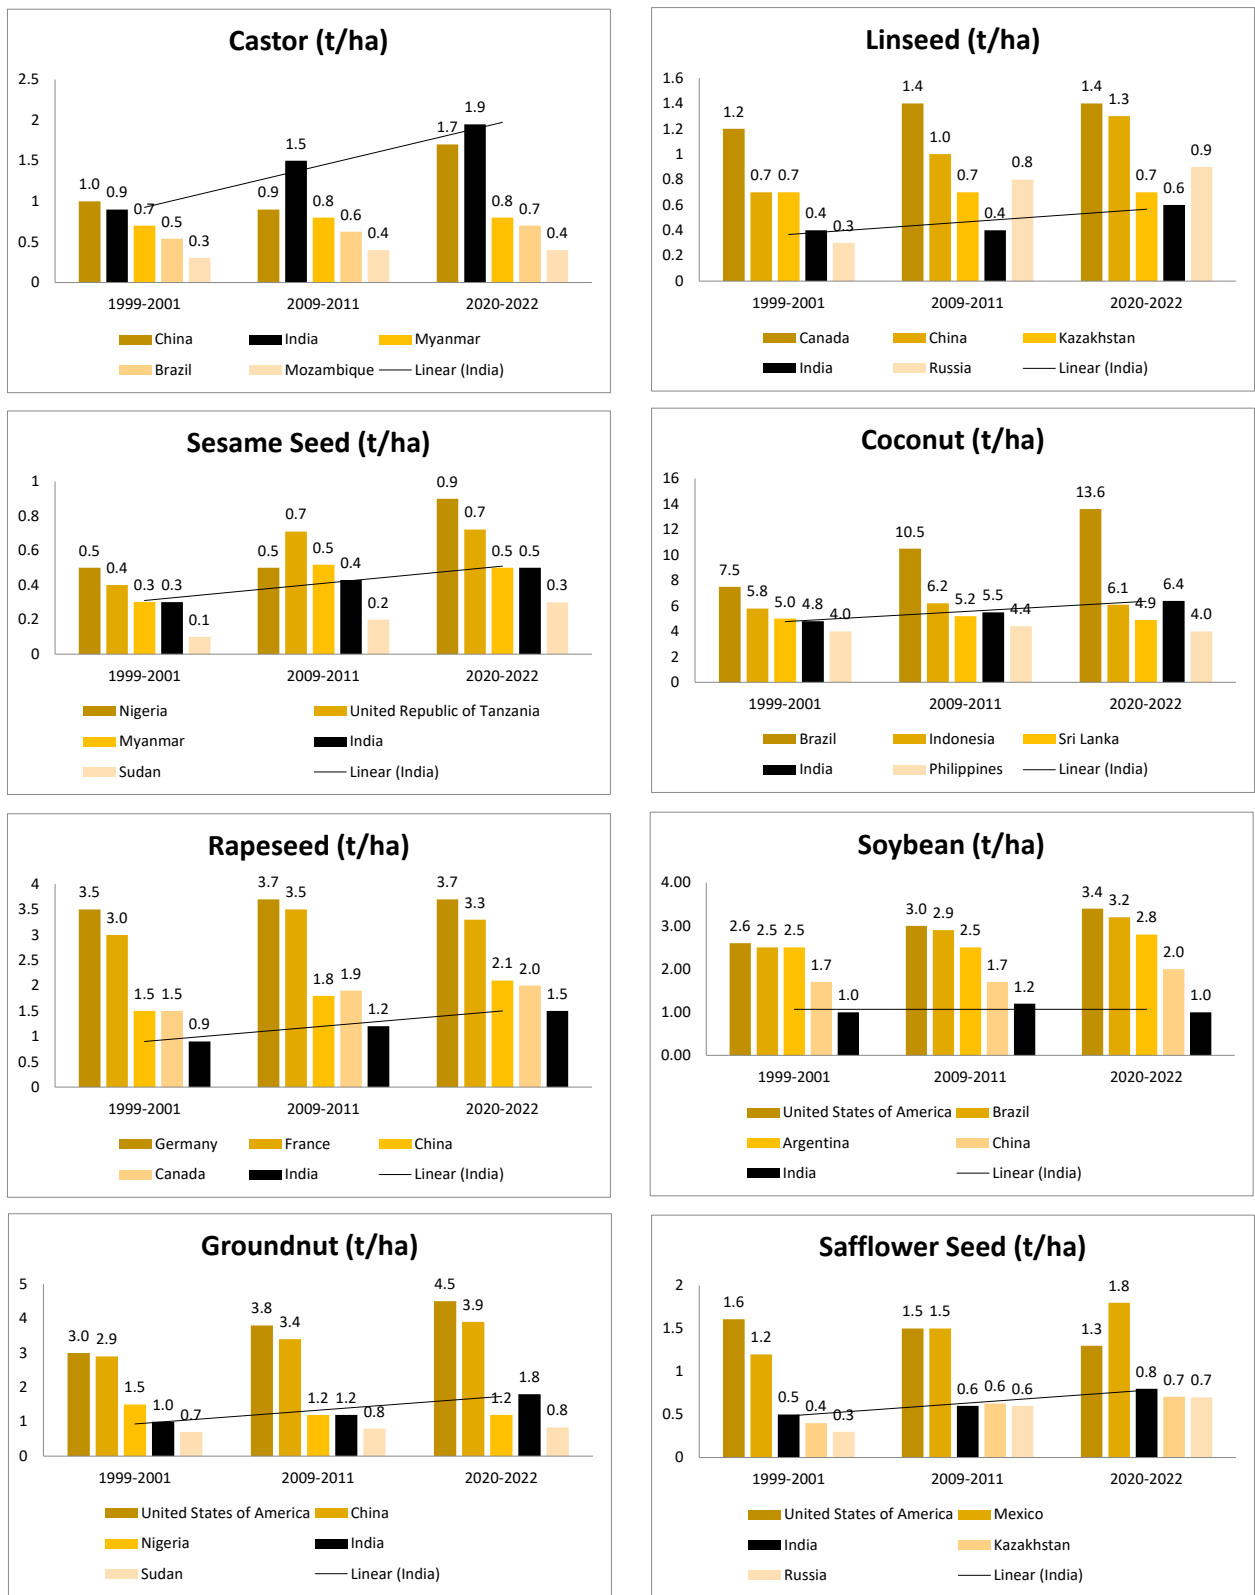 Castor (t/ha)
2.5
2
1.5
1
0.5
0
1.0 0.9 0.7 0.5 0.3
0.9 1.5 0.8 0.6 0.4
1.7 1.9 0.8 0.7 0.4
1999-2001 2009-2011 2020-2022
China India Myanmar
Brazil Mozambique Linear (India)
Linseed (t/ha)
1.6
1.4
1.2
1
0.8
0.6
0.4
0.2
0
1.2 0.7 0.7 0.4 0.3
1.4 1.0 0.7 0.4 0.8
1.4 1.3 0.7 0.6 0.9
1999-2001 2009-2011 2020-2022
Canada China Kazakhstan
India Russia Linear (India)
Sesame Seed (t/ha)
1
0.8
0.6
0.4
0.2
0
0.5 0.4 0.3 0.3 0.1
0.5 0.7 0.5 0.4 0.2
0.9 0.7 0.5 0.5 0.3
1999-2001 2009-2011 2020-2022
Nigeria United Republic of Tanzania
Myanmar India
Sudan Linear (India)
Coconut (t/ha)
16
14
12
10
8
6
4
2
0
7.5 5.8 5.0 4.8 4.0
10.5 6.2 5.2 5.5 4.4
13.6 6.1 4.9 6.4 4.0
1999-2001 2009-2011 2020-2022
Brazil Indonesia Sri Lanka
India Philippines Linear (India)
Rapeseed (t/ha)
4
3.5
3
2.5
2
1.5
1
0.5
0
3.5 3.0 1.5 1.5 0.9
3.7 3.5 1.8 1.9 1.2
3.7 3.3 2.1 2.0 1.5
1999-2001 2009-2011 2020-2022
Germany France China
Canada India Linear (India)
Soybean (t/ha)
4.00
3.00
2.00
1.00
0.00
2.6 2.5 2.5 1.7 1.0
3.0 2.9 2.5 1.7 1.2
3.4 3.2 2.8 2.0 1.0
1999-2001 2009-2011 2020-2022
United States of America Brazil
Argentina China
India Linear (India)
Groundnut (t/ha)
5
4
3
2
1
0
3.0 2.9 1.5 1.0 0.7
3.8 3.4 1.2 1.2 0.8
4.5 3.9 1.2 1.8 0.8
1999-2001 2009-2011 2020-2022
United States of America China
Nigeria India
Sudan Linear (India)
Safflower Seed (t/ha)
2
1.5
1
0.5
0
1.6 1.2 0.5 0.4 0.3
1.5 1.5 0.6 0.6 0.6
1.3 1.8 0.8 0.7 0.7
1999-2001 2009-2011 2020-2022
United States of America Mexico
India Kazakhstan
Russia Linear (India)